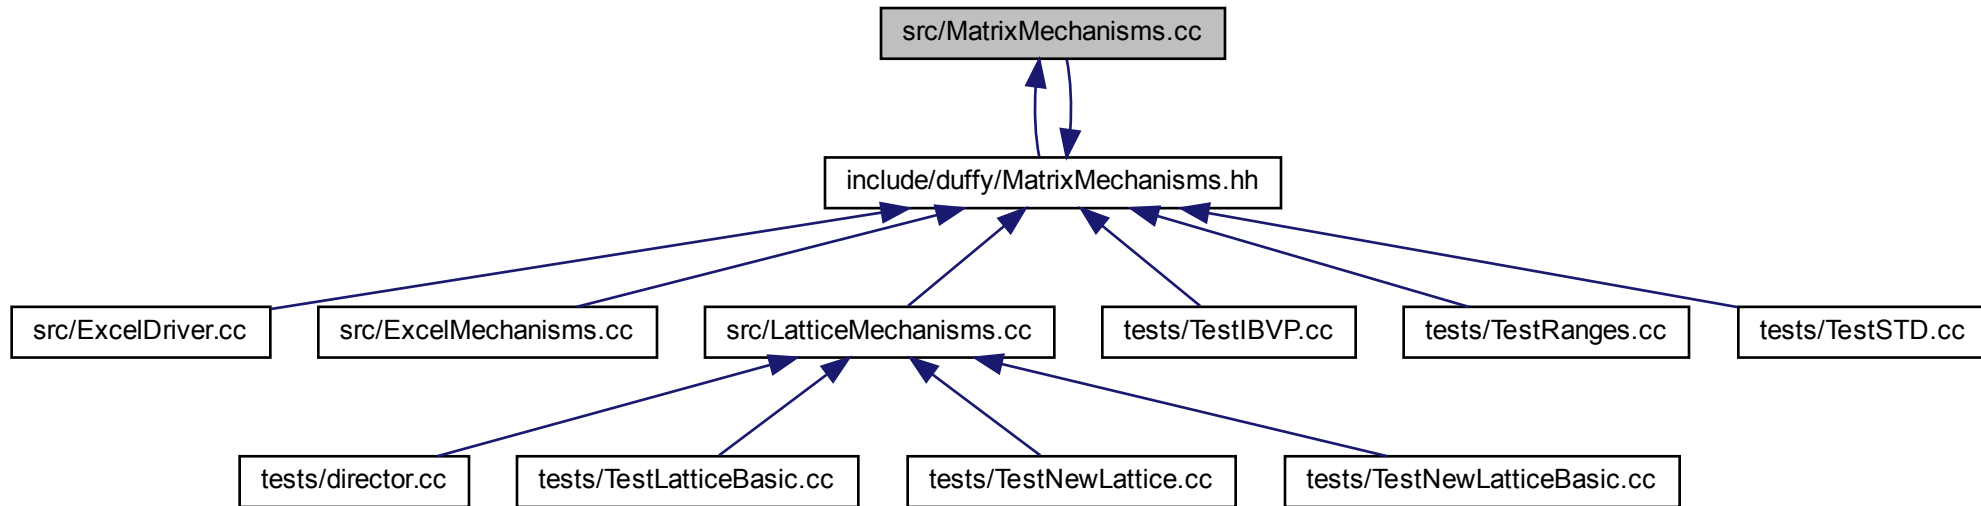 src/MatrixMechanisms.cc
include/duffy/MatrixMechanisms.hh
src/ExcelDriver.cc
src/ExcelMechanisms.cc
src/LatticeMechanisms.cc
tests/TestIBVP.cc
tests/TestRanges.cc
tests/TestSTD.cc
tests/director.cc
tests/TestLatticeBasic.cc
tests/TestNewLattice.cc
tests/TestNewLatticeBasic.cc